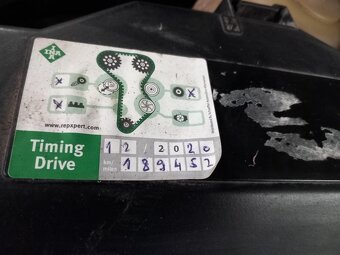 INA
x
x
x
www.repxpert.com
Timing Drive
12/2020
km/miles
189452